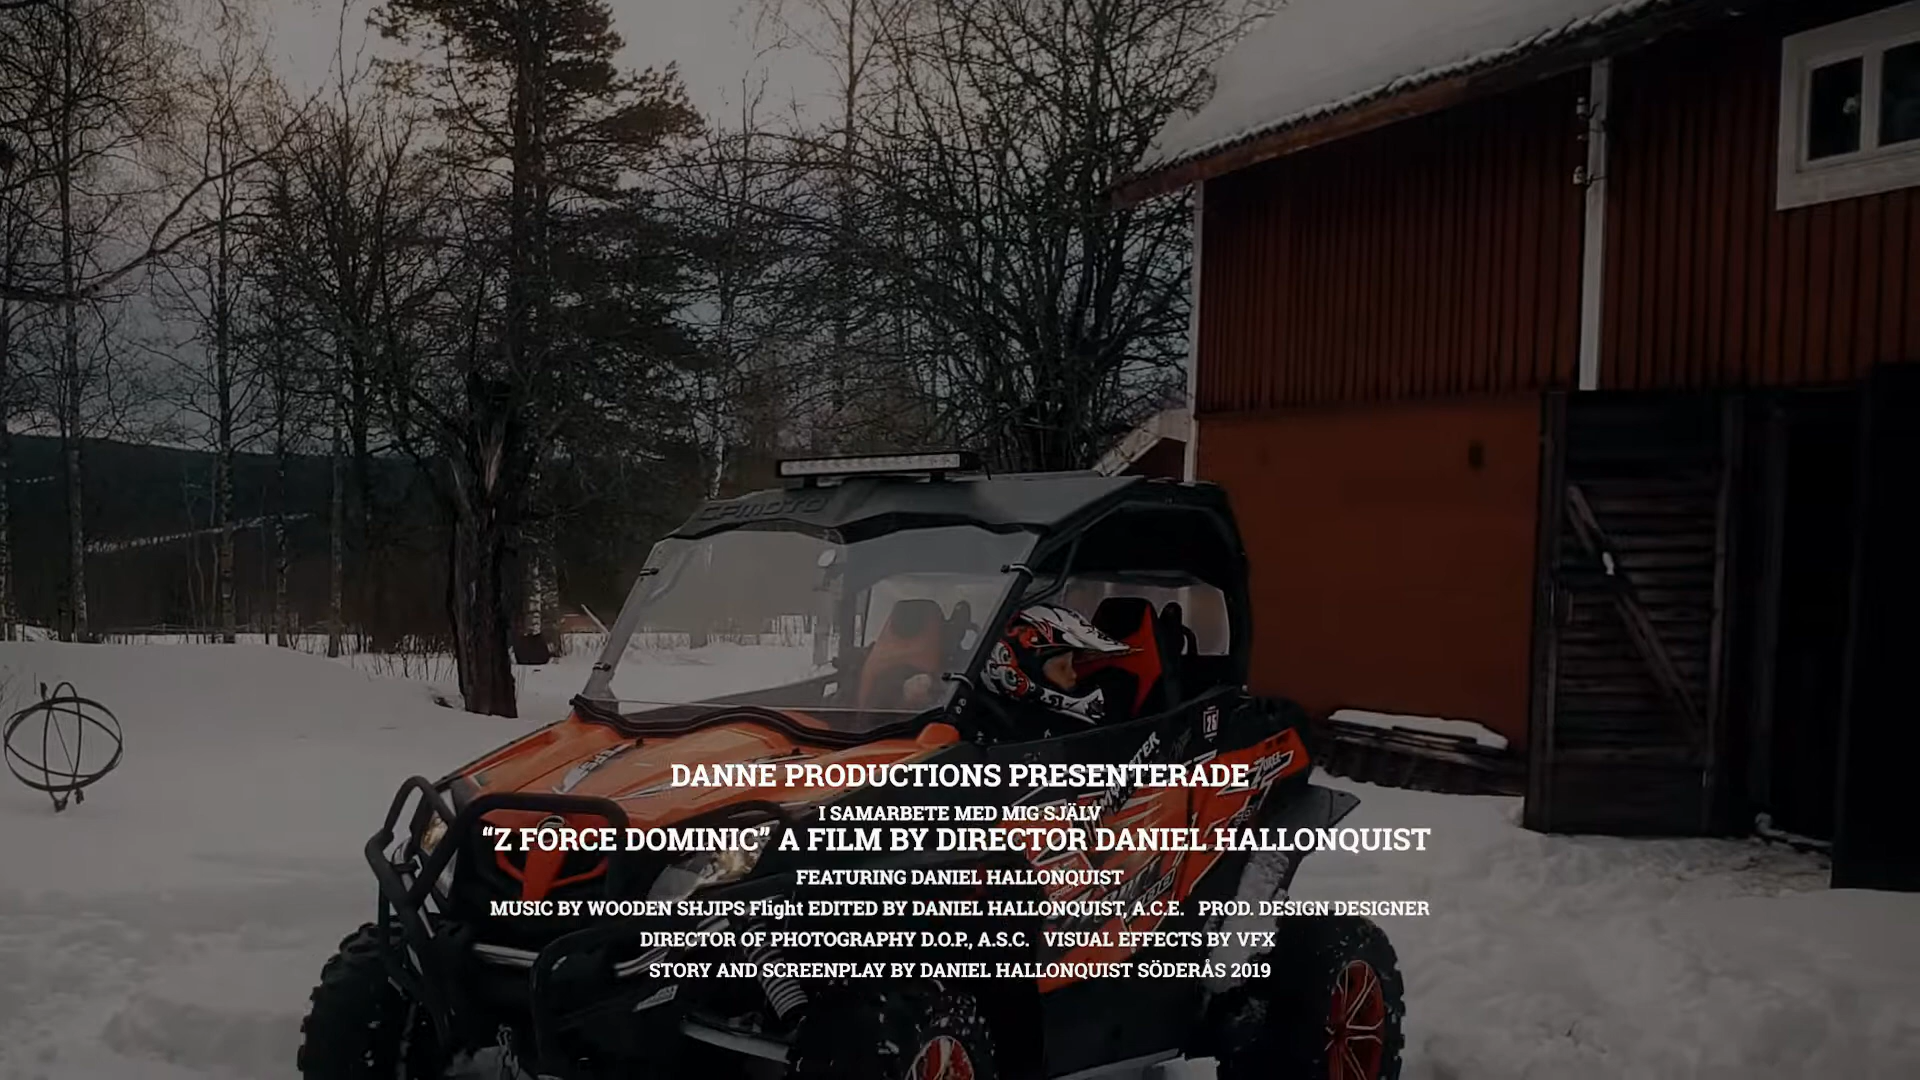 CFMOTO
DANNE PRODUCTIONS PRESENTERADE
I SAMARBETE MED MIG SJÄLV
“Z FORCE DOMINIC” A FILM BY DIRECTOR DANIEL HALLONQUIST
FEATURING DANIEL HALLONQUIST
MUSIC BY WOODEN SHJIPS Flight EDITED BY DANIEL HALLONQUIST, A.C.E. PROD. DESIGN DESIGNER
DIRECTOR OF PHOTOGRAPHY D.O.P., A.S.C. VISUAL EFFECTS BY VFX
STORY AND SCREENPLAY BY DANIEL HALLONQUIST SÖDERÅS 2019